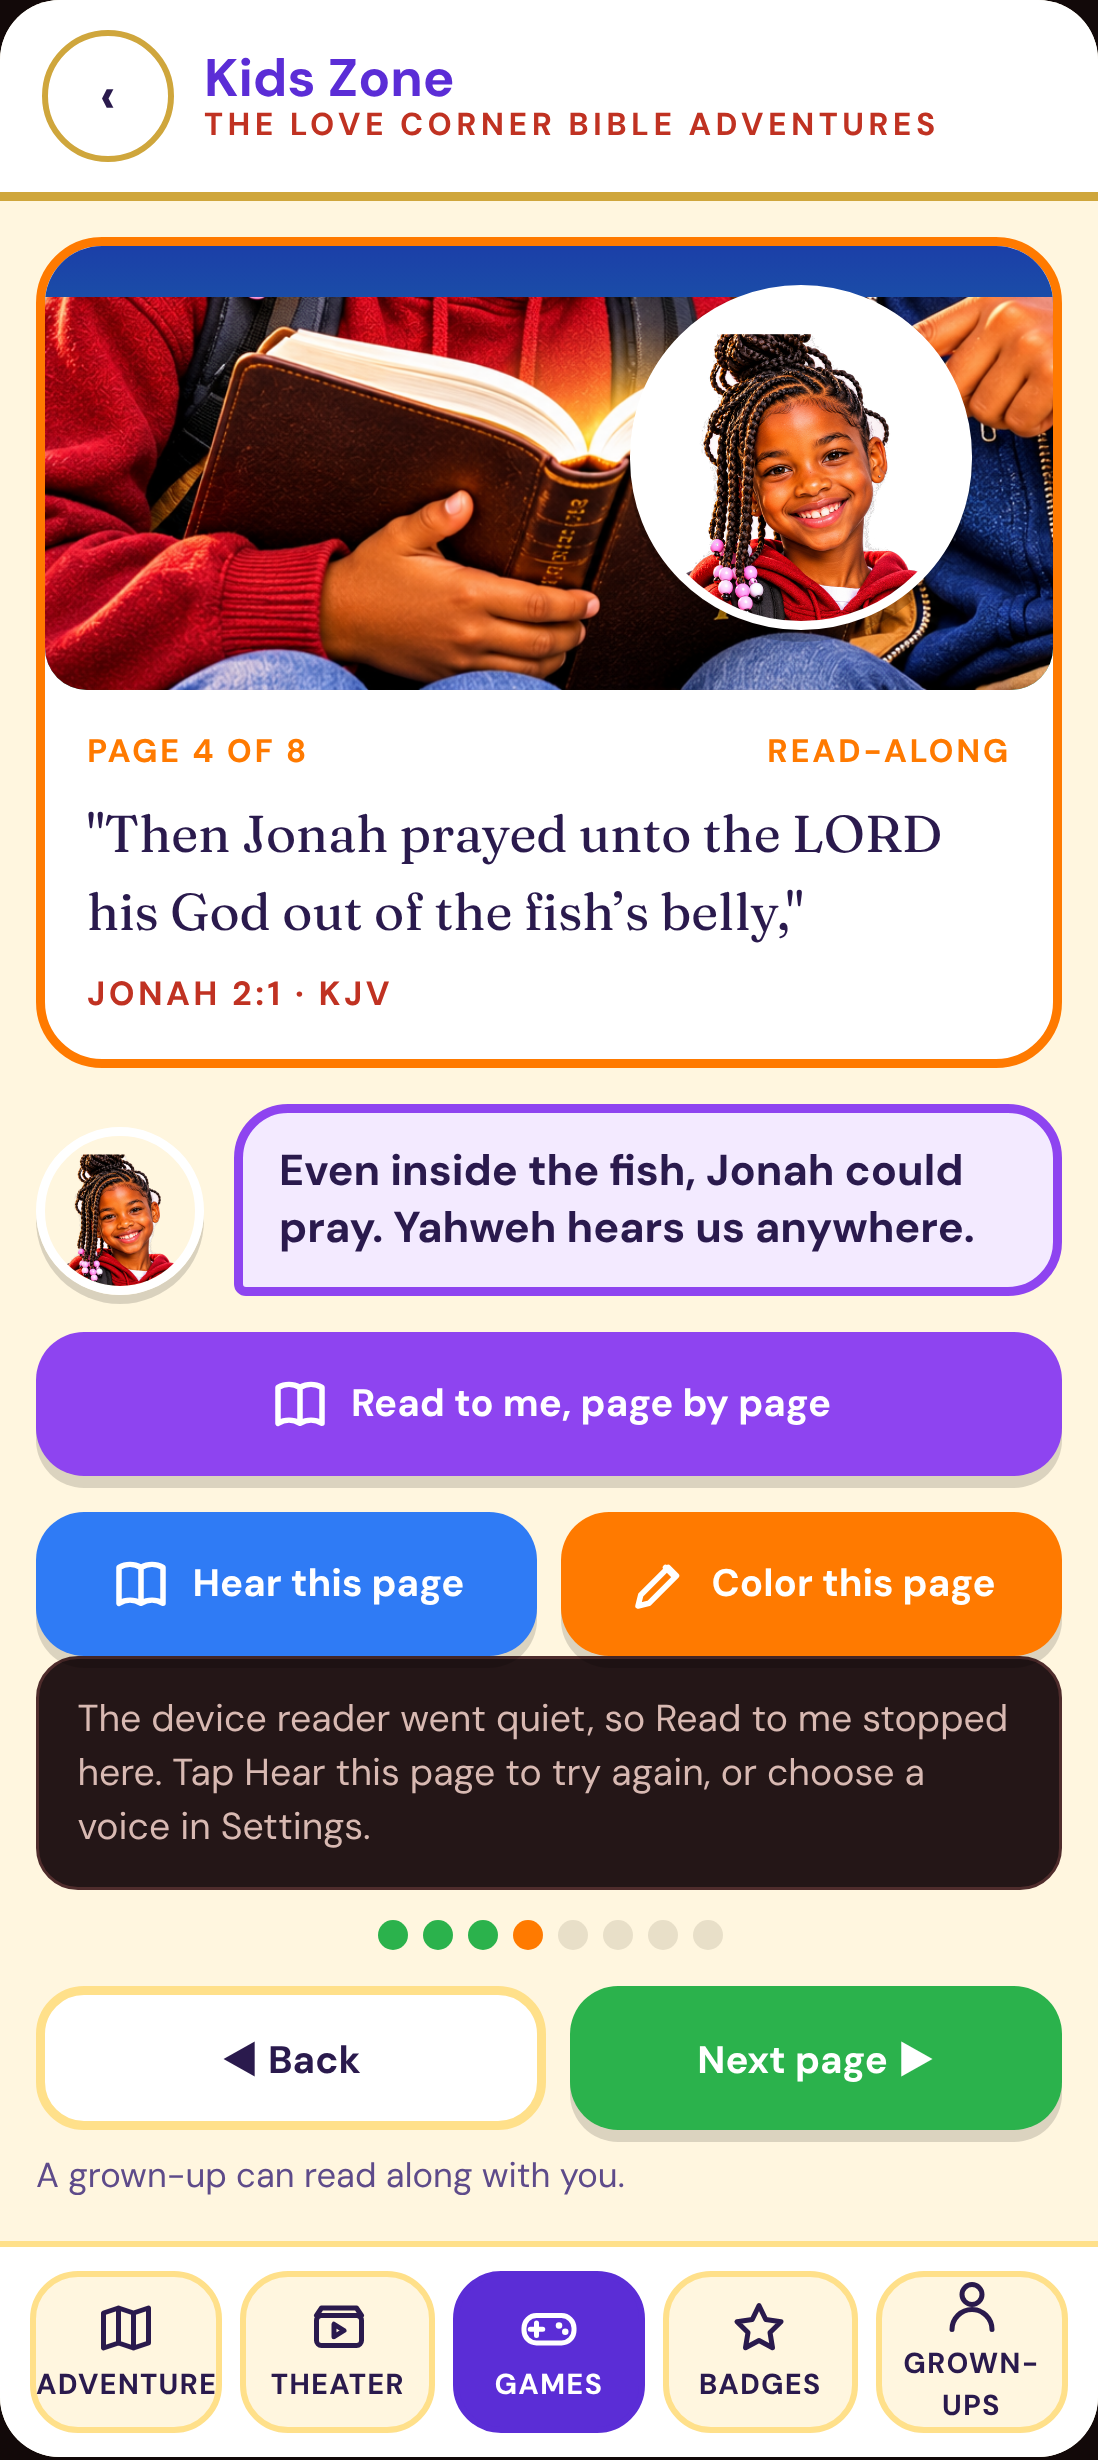 Kids Zone
THE LOVE CORNER BIBLE ADVENTURES
PAGE 4 OF 8
READ-ALONG
"Then Jonah prayed unto the LORD
his God out of the fish’s belly,"
JONAH 2:1 · KJV
Even inside the fish, Jonah could
pray. Yahweh hears us anywhere.
Read to me, page by page
Hear this page
Color this page
The device reader went quiet, so Read to me stopped
here. Tap Hear this page to try again, or choose a
voice in Settings.
◀ Back
Next page ▶
A grown-up can read along with you.
ADVENTURE
THEATER
GAMES
BADGES
GROWN-
UPS